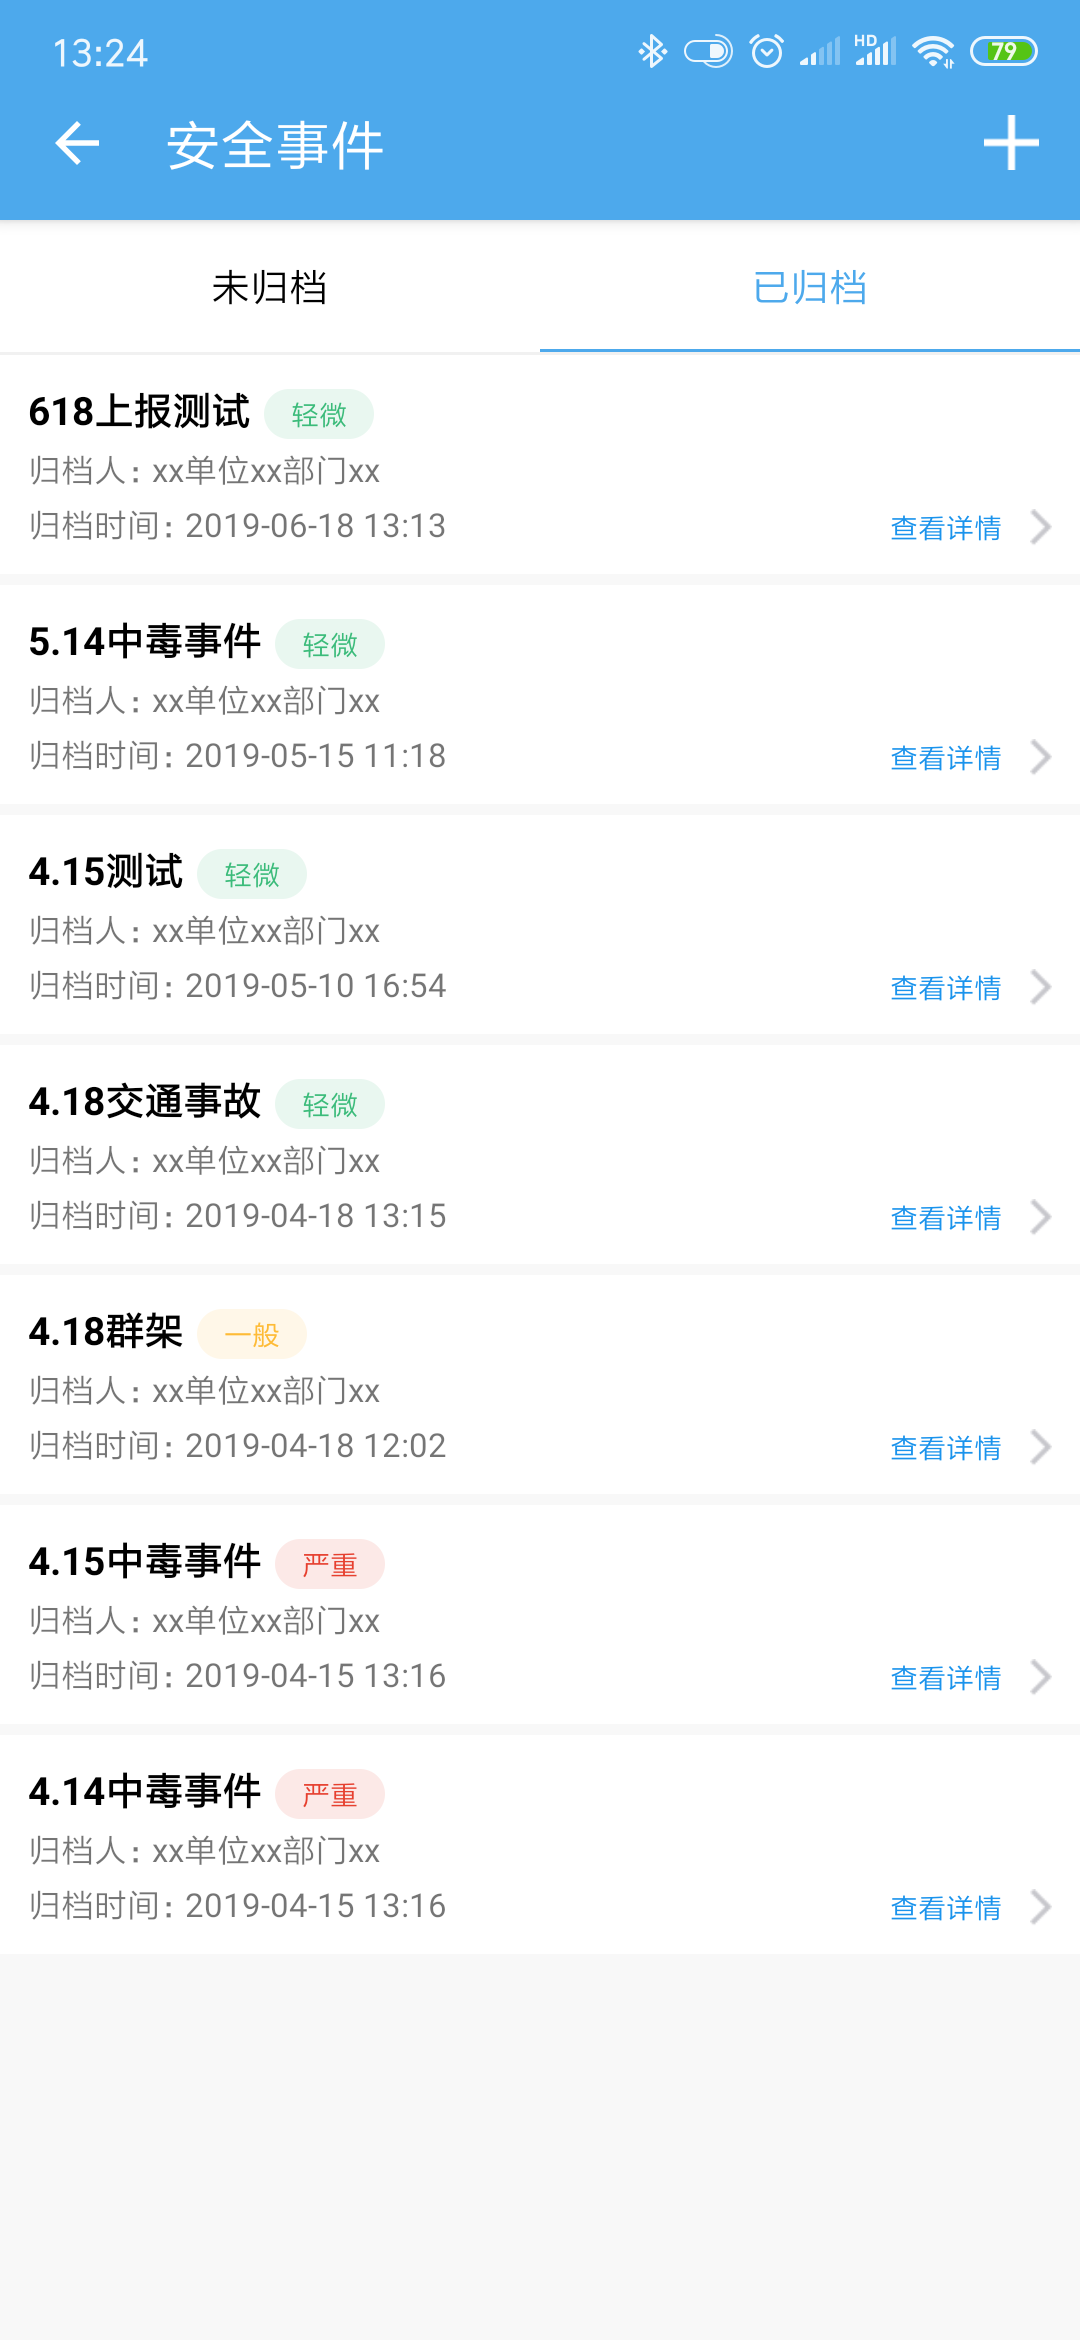 13:24
HD
79
安全事件
未归档
已归档
618上报测试 轻微
归档人：xx单位xx部门xx
归档时间：2019-06-18 13:13 查看详情
5.14中毒事件 轻微
归档人：xx单位xx部门xx
归档时间：2019-05-15 11:18 查看详情
4.15测试 轻微
归档人：xx单位xx部门xx
归档时间：2019-05-10 16:54 查看详情
4.18交通事故 轻微
归档人：xx单位xx部门xx
归档时间：2019-04-18 13:15 查看详情
4.18群架 一般
归档人：xx单位xx部门xx
归档时间：2019-04-18 12:02 查看详情
4.15中毒事件 严重
归档人：xx单位xx部门xx
归档时间：2019-04-15 13:16 查看详情
4.14中毒事件 严重
归档人：xx单位xx部门xx
归档时间：2019-04-15 13:16 查看详情